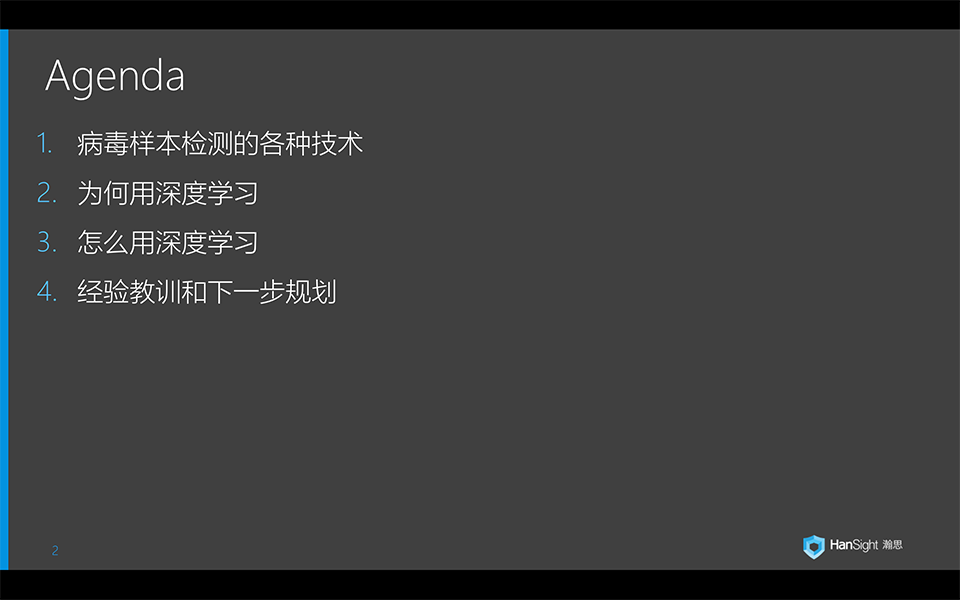 Agenda
1. 病毒样本检测的各种技术
2. 为何用深度学习
3. 怎么用深度学习
4. 经验教训和下一步规划
2
HanSight 瀚思